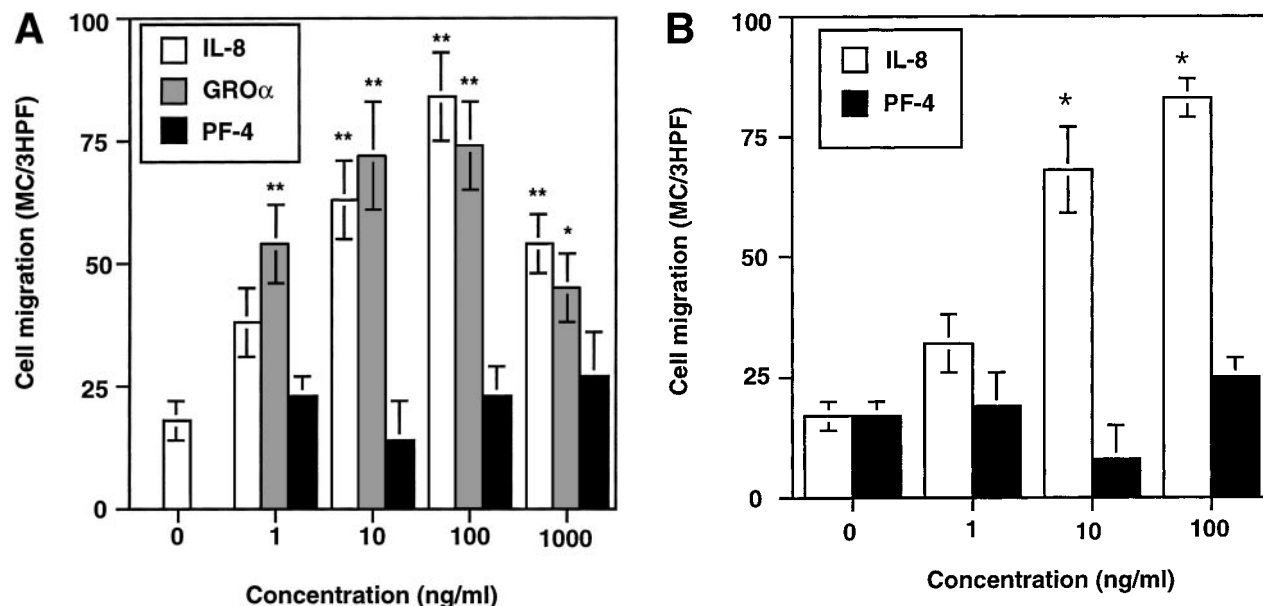 A
Cell migration (MC/3HPF)
100
75
50
25
0
IL-8
GROα
PF-4
**
**
**
**
**
**
*
0 1 10 100 1000
Concentration (ng/ml)
B
Cell migration (MC/3HPF)
100
75
50
25
0
IL-8
PF-4
*
*
0 1 10 100
Concentration (ng/ml)